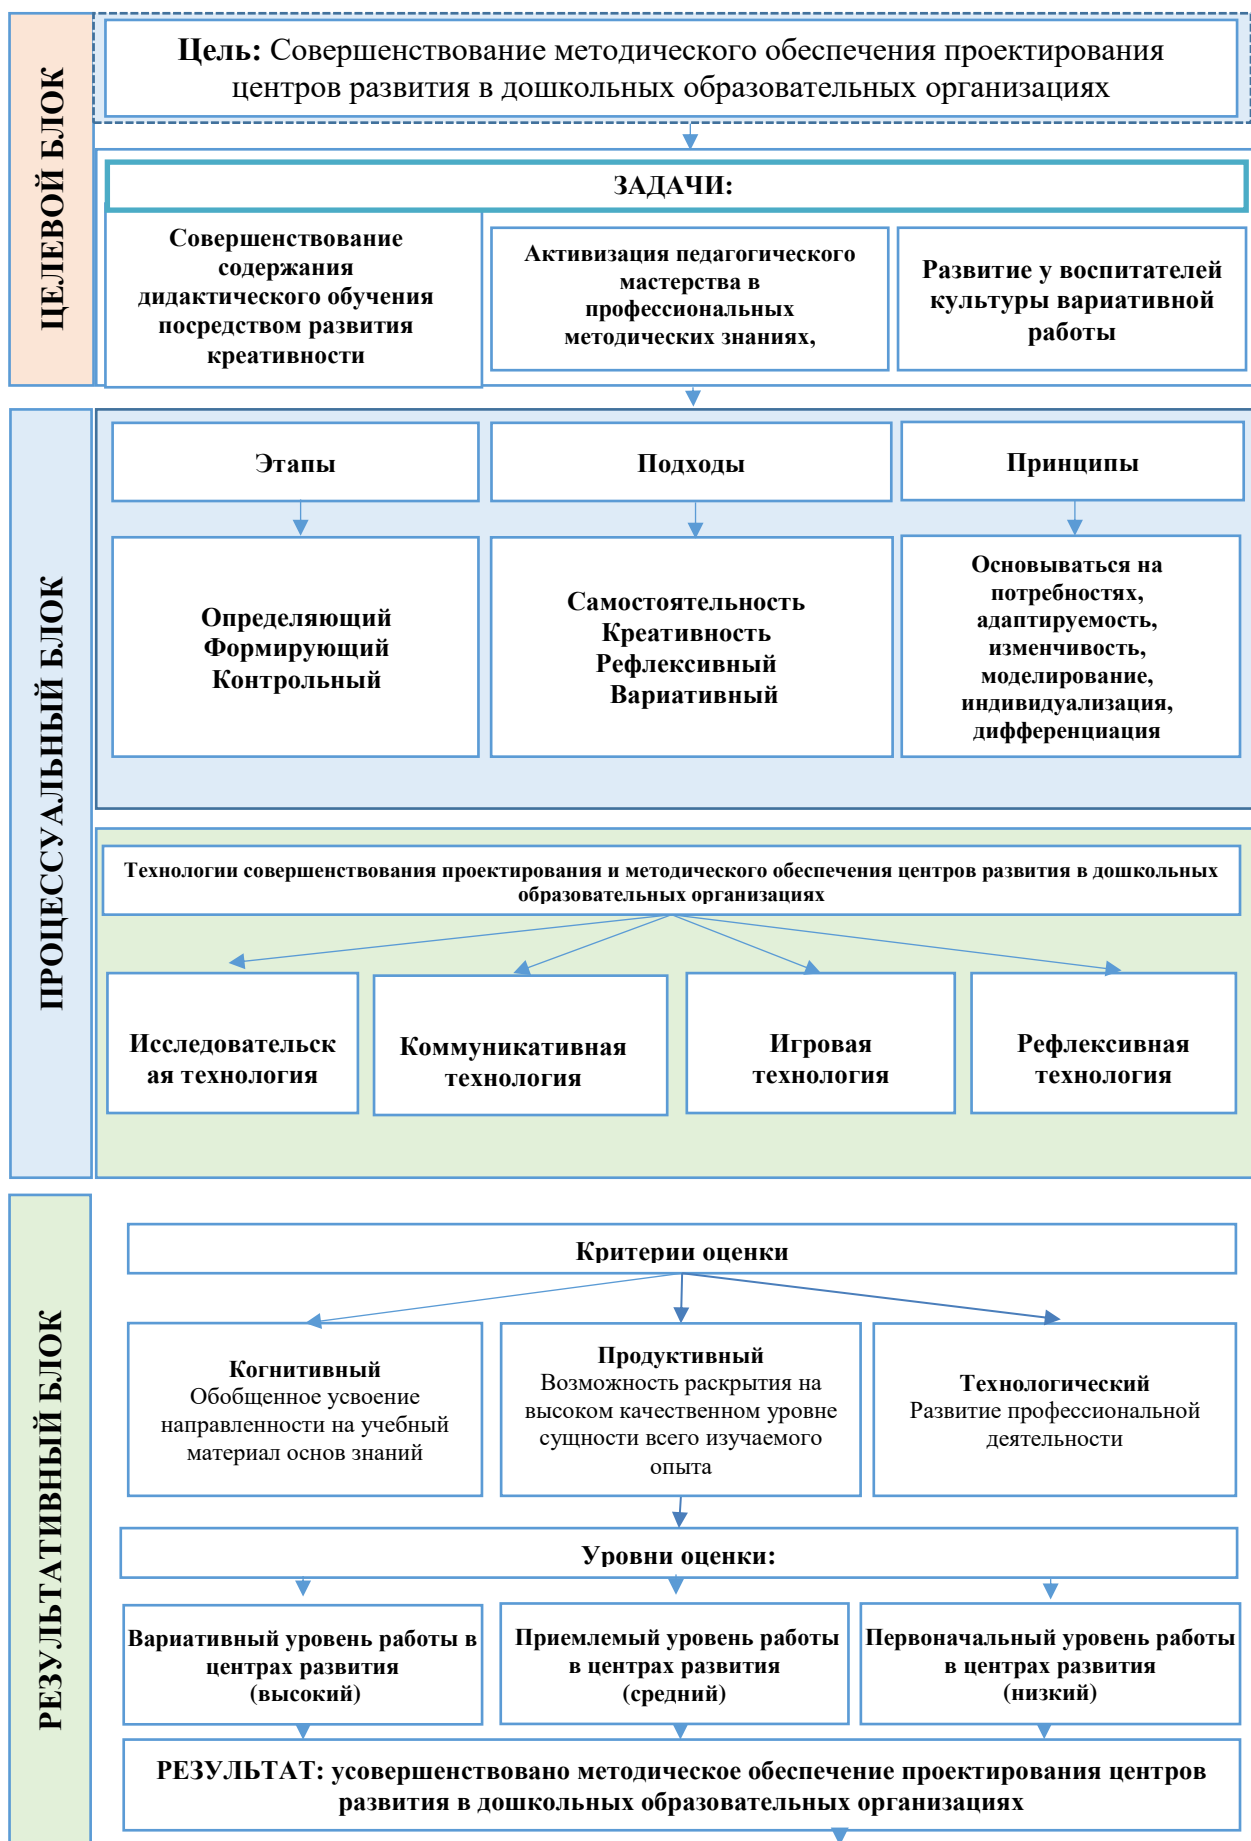 ЦЕЛЕВОЙ БЛОК
Цель: Совершенствование методического обеспечения проектирования
центров развития в дошкольных образовательных организациях
ЗАДАЧИ:
Совершенствование
содержания
дидактического обучения
посредством развития
креативности
Активизация педагогического
мастерства в
профессиональных
методических знаниях,
Развитие у воспитателей
культуры вариативной
работы
ПРОЦЕССУАЛЬНЫЙ БЛОК
Этапы
Подходы
Принципы
Определяющий
Формирующий
Контрольный
Самостоятельность
Креативность
Рефлексивный
Вариативный
Основываться на
потребностях,
адаптируемость,
изменчивость,
моделирование,
индивидуализация,
дифференциация
Технологии совершенствования проектирования и методического обеспечения центров развития в дошкольных
образовательных организациях
Исследовательск
ая технология
Коммуникативная
технология
Игровая
технология
Рефлексивная
технология
РЕЗУЛЬТАТИВНЫЙ БЛОК
Критерии оценки
Когнитивный
Обобщенное усвоение
направленности на учебный
материал основ знаний
Продуктивный
Возможность раскрытия на
высоком качественном уровне
сущности всего изучаемого
опыта
Технологический
Развитие профессиональной
деятельности
Уровни оценки:
Вариативный уровень работы в
центрах развития
(высокий)
Приемлемый уровень работы
в центрах развития
(средний)
Первоначальный уровень работы
в центрах развития
(низкий)
РЕЗУЛЬТАТ: усовершенствовано методическое обеспечение проектирования центров
развития в дошкольных образовательных организациях